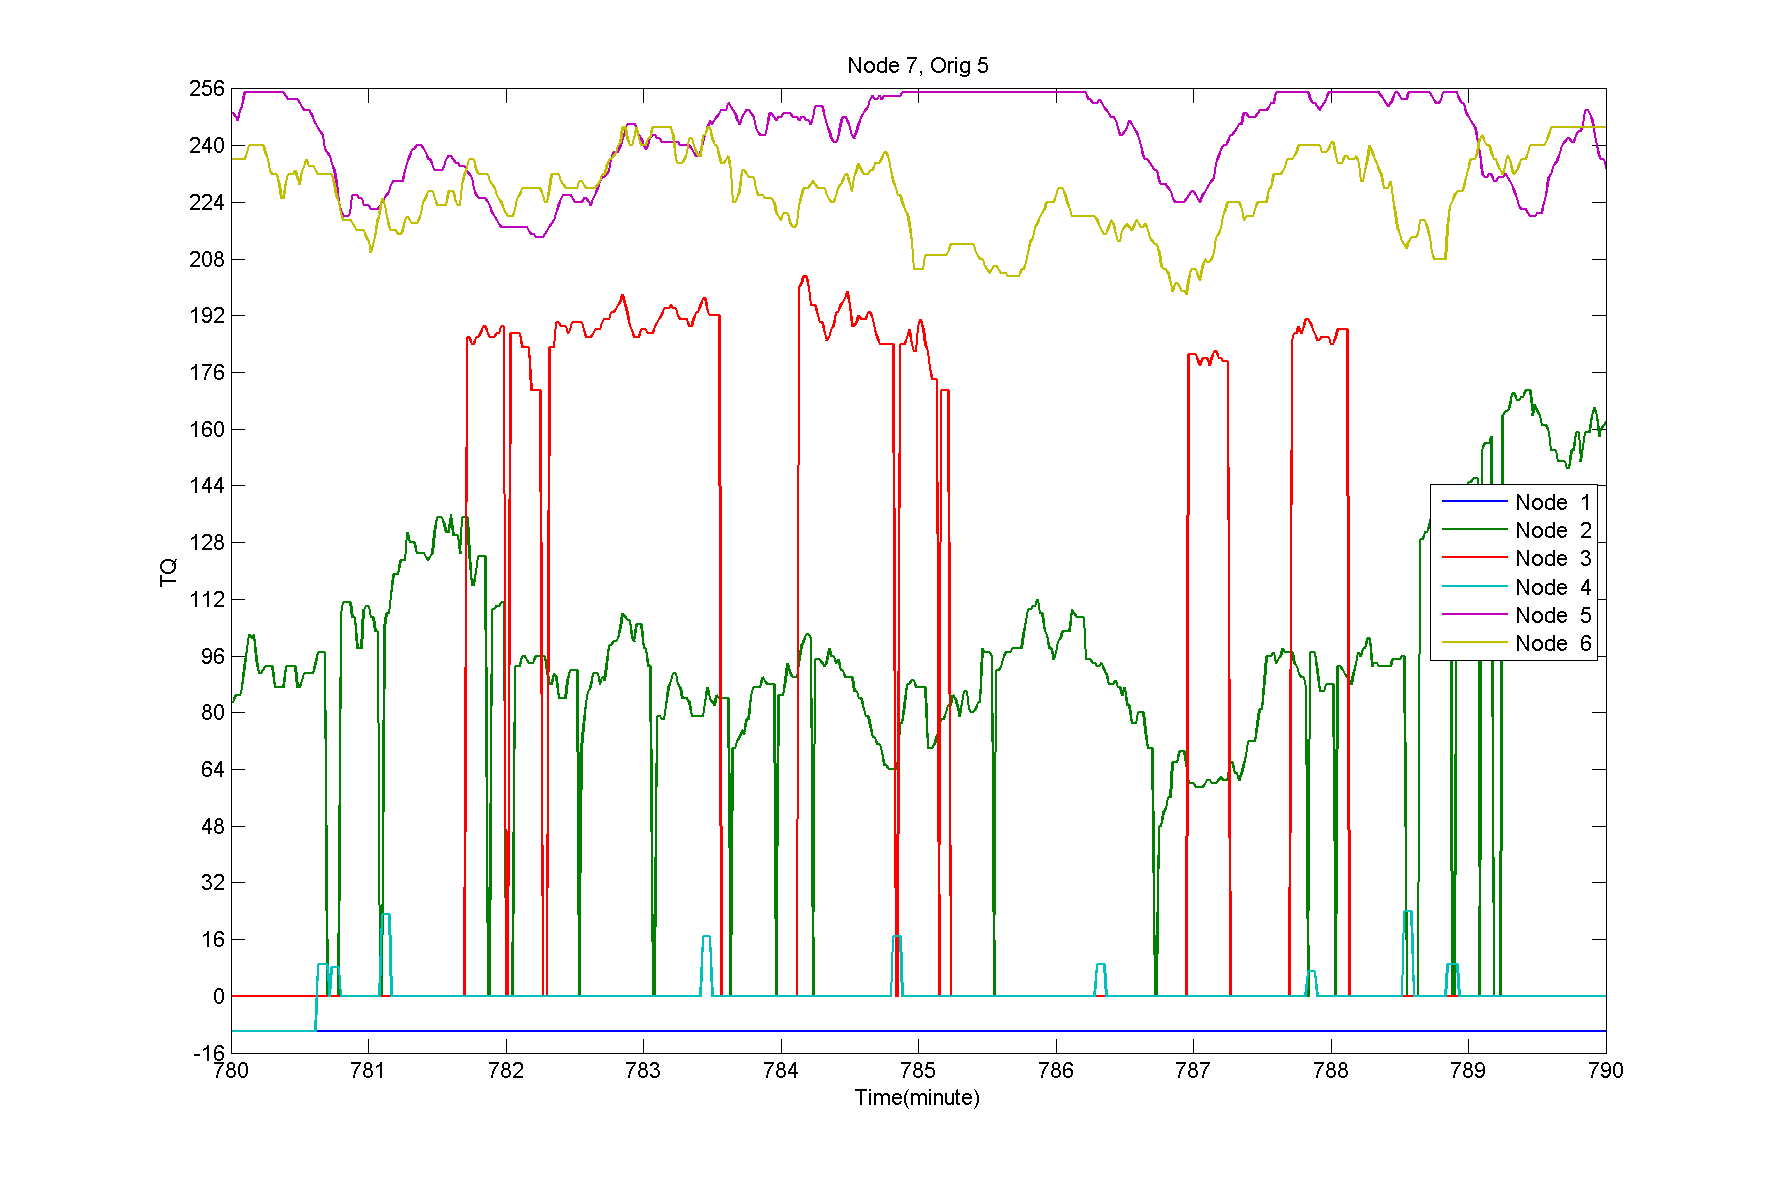 Node 7, Orig 5
256
240
224
208
192
176
160
144
128
112
96
80
64
48
32
16
0
-16
TQ
Node 1
Node 2
Node 3
Node 4
Node 5
Node 6
780 781 782 783 784 785 786 787 788 789 790
Time(minute)